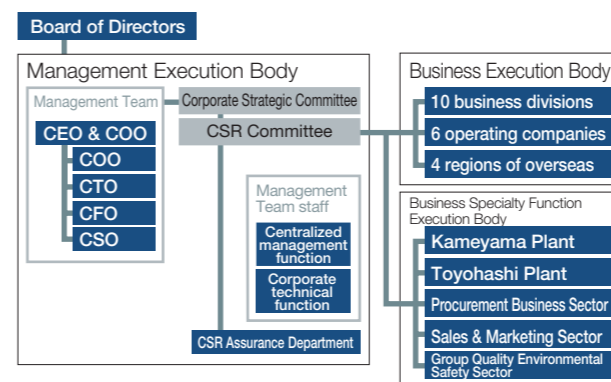 Board of Directors
Management Execution Body
Management Team
CEO & COO
COO
CTO
CFO
CSO
Corporate Strategic Committee
CSR Committee
Management
Team staff
Centralized
management
function
Corporate
technical
function
CSR Assurance Department
Business Execution Body
10 business divisions
6 operating companies
4 regions of overseas
Business Specialty Function
Execution Body
Kameyama Plant
Toyohashi Plant
Procurement Business Sector
Sales & Marketing Sector
Group Quality Environmental
Safety Sector